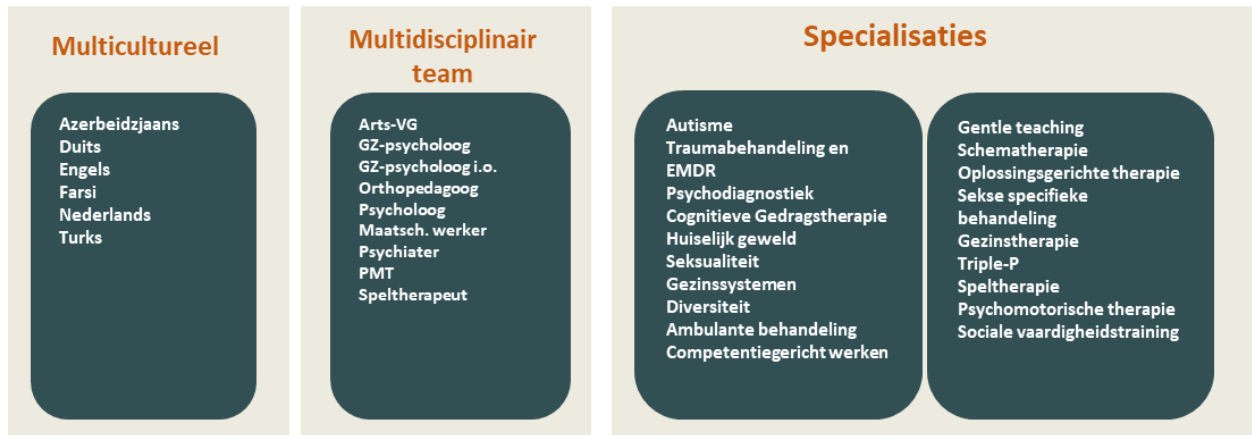 Multicultureel
Azerbeidzjaans
Duits
Engels
Farsi
Nederlands
Turks
Multidisciplinair
team
Arts-VG
GZ-psycholoog
GZ-psycholoog i.o.
Orthopedagoog
Psycholoog
Maatsch. werker
Psychiater
PMT
Speltherapeut
Specialisaties
Autisme
Traumabehandeling en
EMDR
Psychodiagnostiek
Cognitieve Gedragstherapie
Huiselijk geweld
Seksualiteit
Gezinssystemen
Diversiteit
Ambulante behandeling
Competentiegericht werken
Gentle teaching
Schematherapie
Oplossingsgerichte therapie
Sekse specifieke
behandeling
Gezinstherapie
Triple-P
Speltherapie
Psychomotorische therapie
Sociale vaardigheidstraining